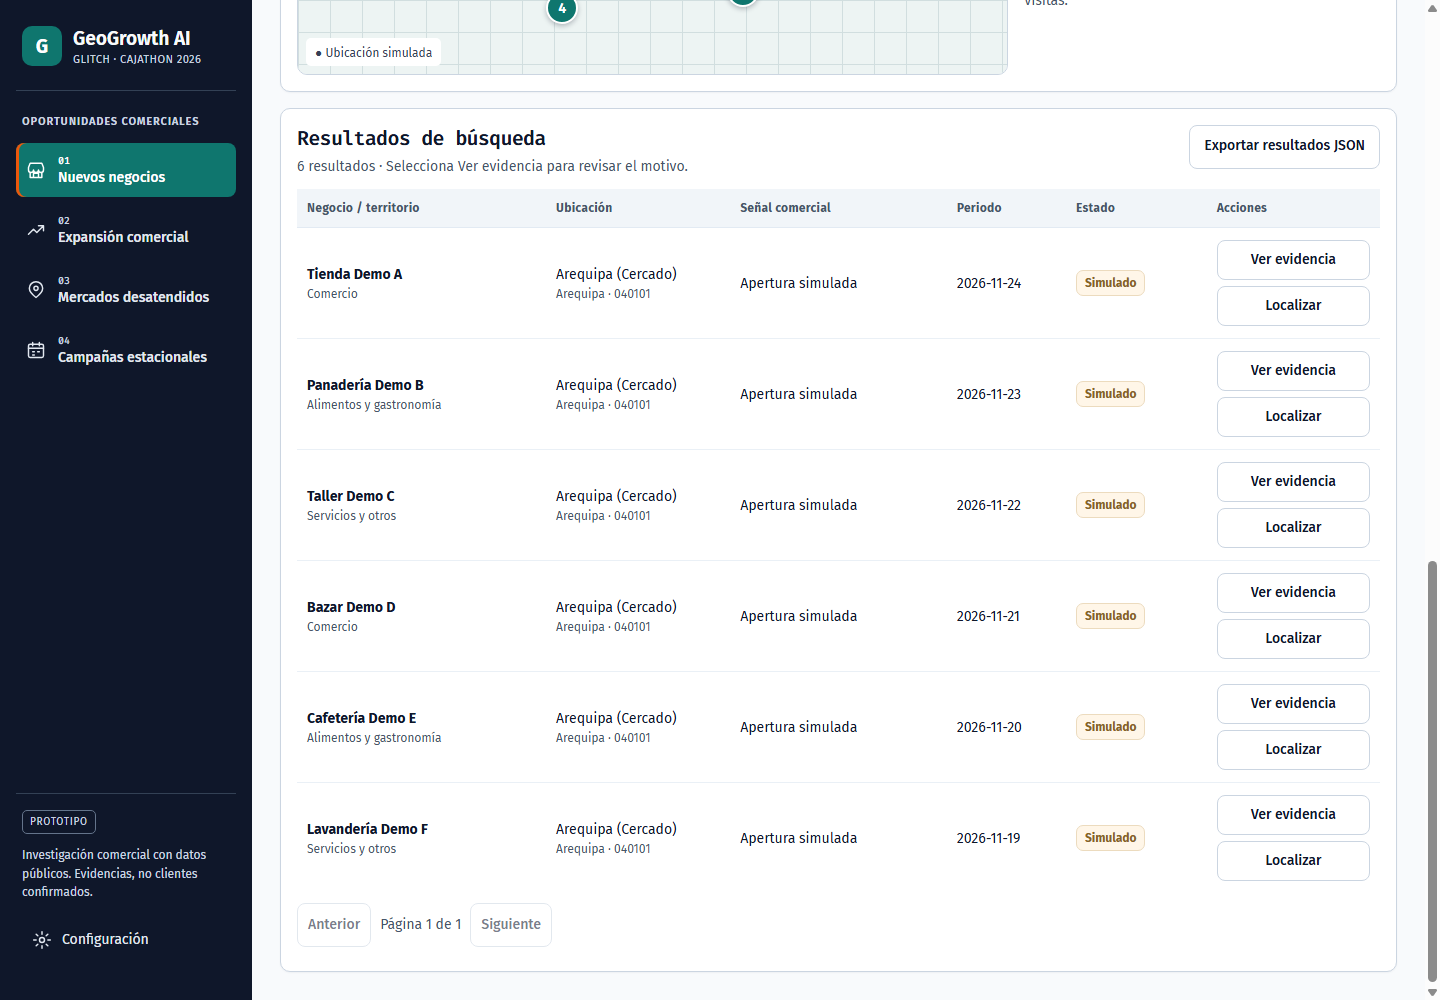 G
GeoGrowth AI
GLITCH · CAJATHON 2026
OPORTUNIDADES COMERCIALES
01
Nuevos negocios
02
Expansión comercial
03
Mercados desatendidos
04
Campañas estacionales
PROTOTIPO
Investigación comercial con datos
públicos. Evidencias, no clientes
confirmados.
Configuración
4
● Ubicación simulada
visitas.
Resultados de búsqueda
6 resultados · Selecciona Ver evidencia para revisar el motivo.
Exportar resultados JSON
Negocio / territorio Ubicación Señal comercial Periodo Estado Acciones
Tienda Demo A
Comercio
Arequipa (Cercado)
Arequipa · 040101
Apertura simulada
2026-11-24
Simulado
Ver evidencia
Localizar
Panadería Demo B
Alimentos y gastronomía
Arequipa (Cercado)
Arequipa · 040101
Apertura simulada
2026-11-23
Simulado
Ver evidencia
Localizar
Taller Demo C
Servicios y otros
Arequipa (Cercado)
Arequipa · 040101
Apertura simulada
2026-11-22
Simulado
Ver evidencia
Localizar
Bazar Demo D
Comercio
Arequipa (Cercado)
Arequipa · 040101
Apertura simulada
2026-11-21
Simulado
Ver evidencia
Localizar
Cafetería Demo E
Alimentos y gastronomía
Arequipa (Cercado)
Arequipa · 040101
Apertura simulada
2026-11-20
Simulado
Ver evidencia
Localizar
Lavandería Demo F
Servicios y otros
Arequipa (Cercado)
Arequipa · 040101
Apertura simulada
2026-11-19
Simulado
Ver evidencia
Localizar
Anterior Página 1 de 1 Siguiente